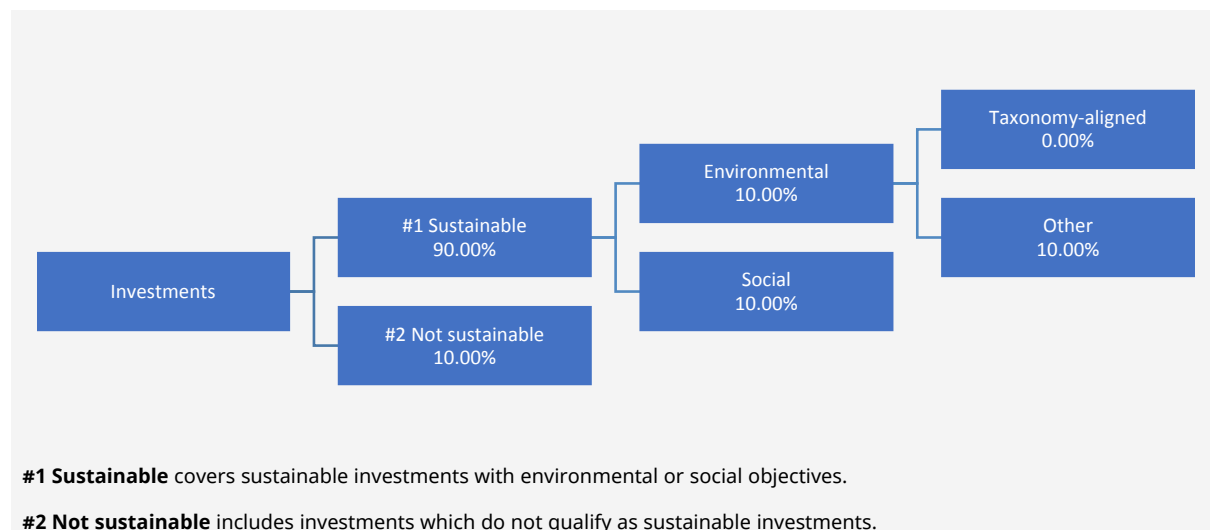 Investments
#1 Sustainable
90.00%
#2 Not sustainable
10.00%
Environmental
10.00%
Social
10.00%
Taxonomy-aligned
0.00%
Other
10.00%
#1 Sustainable covers sustainable investments with environmental or social objectives.
#2 Not sustainable includes investments which do not qualify as sustainable investments.